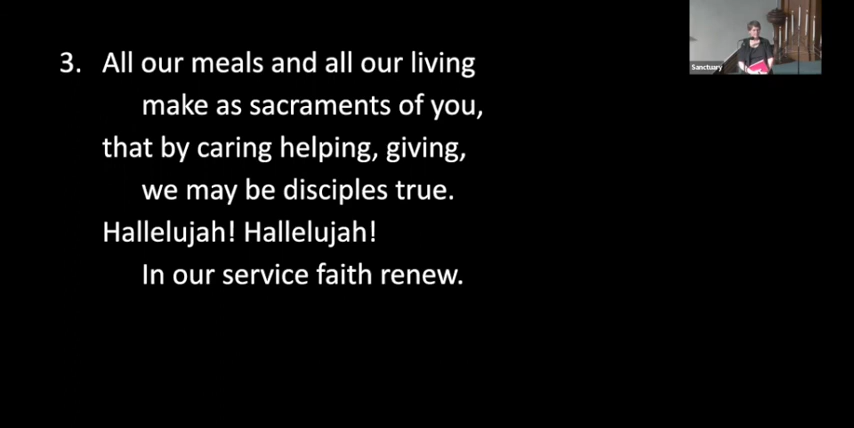 3. All our meals and all our living
make as sacraments of you,
that by caring helping, giving,
we may be disciples true.
Hallelujah! Hallelujah!
In our service faith renew.
Sanctuary